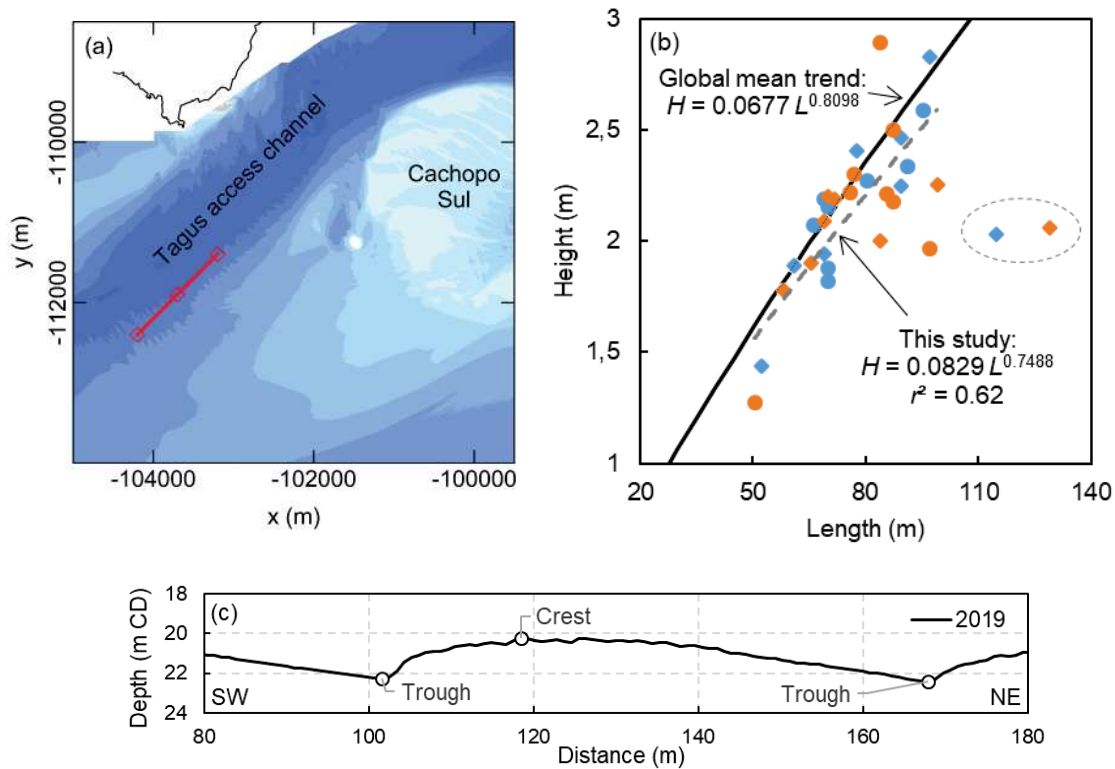 (a)
Tagus access channel
Cachopo
Sul
-110000
-112000
y (m)
-104000
-102000
-100000
x (m)
(b)
3
2,5
2
1,5
1
Height (m)
Global mean trend:
H = 0.0677 L^0.8098
This study:
H = 0.0829 L^0.7488
r² = 0.62
20
50
80
110
140
Length (m)
(c)
Depth (m CD)
18
20
22
24
Crest
2019
Trough
Trough
SW
NE
80
100
120
140
160
180
Distance (m)